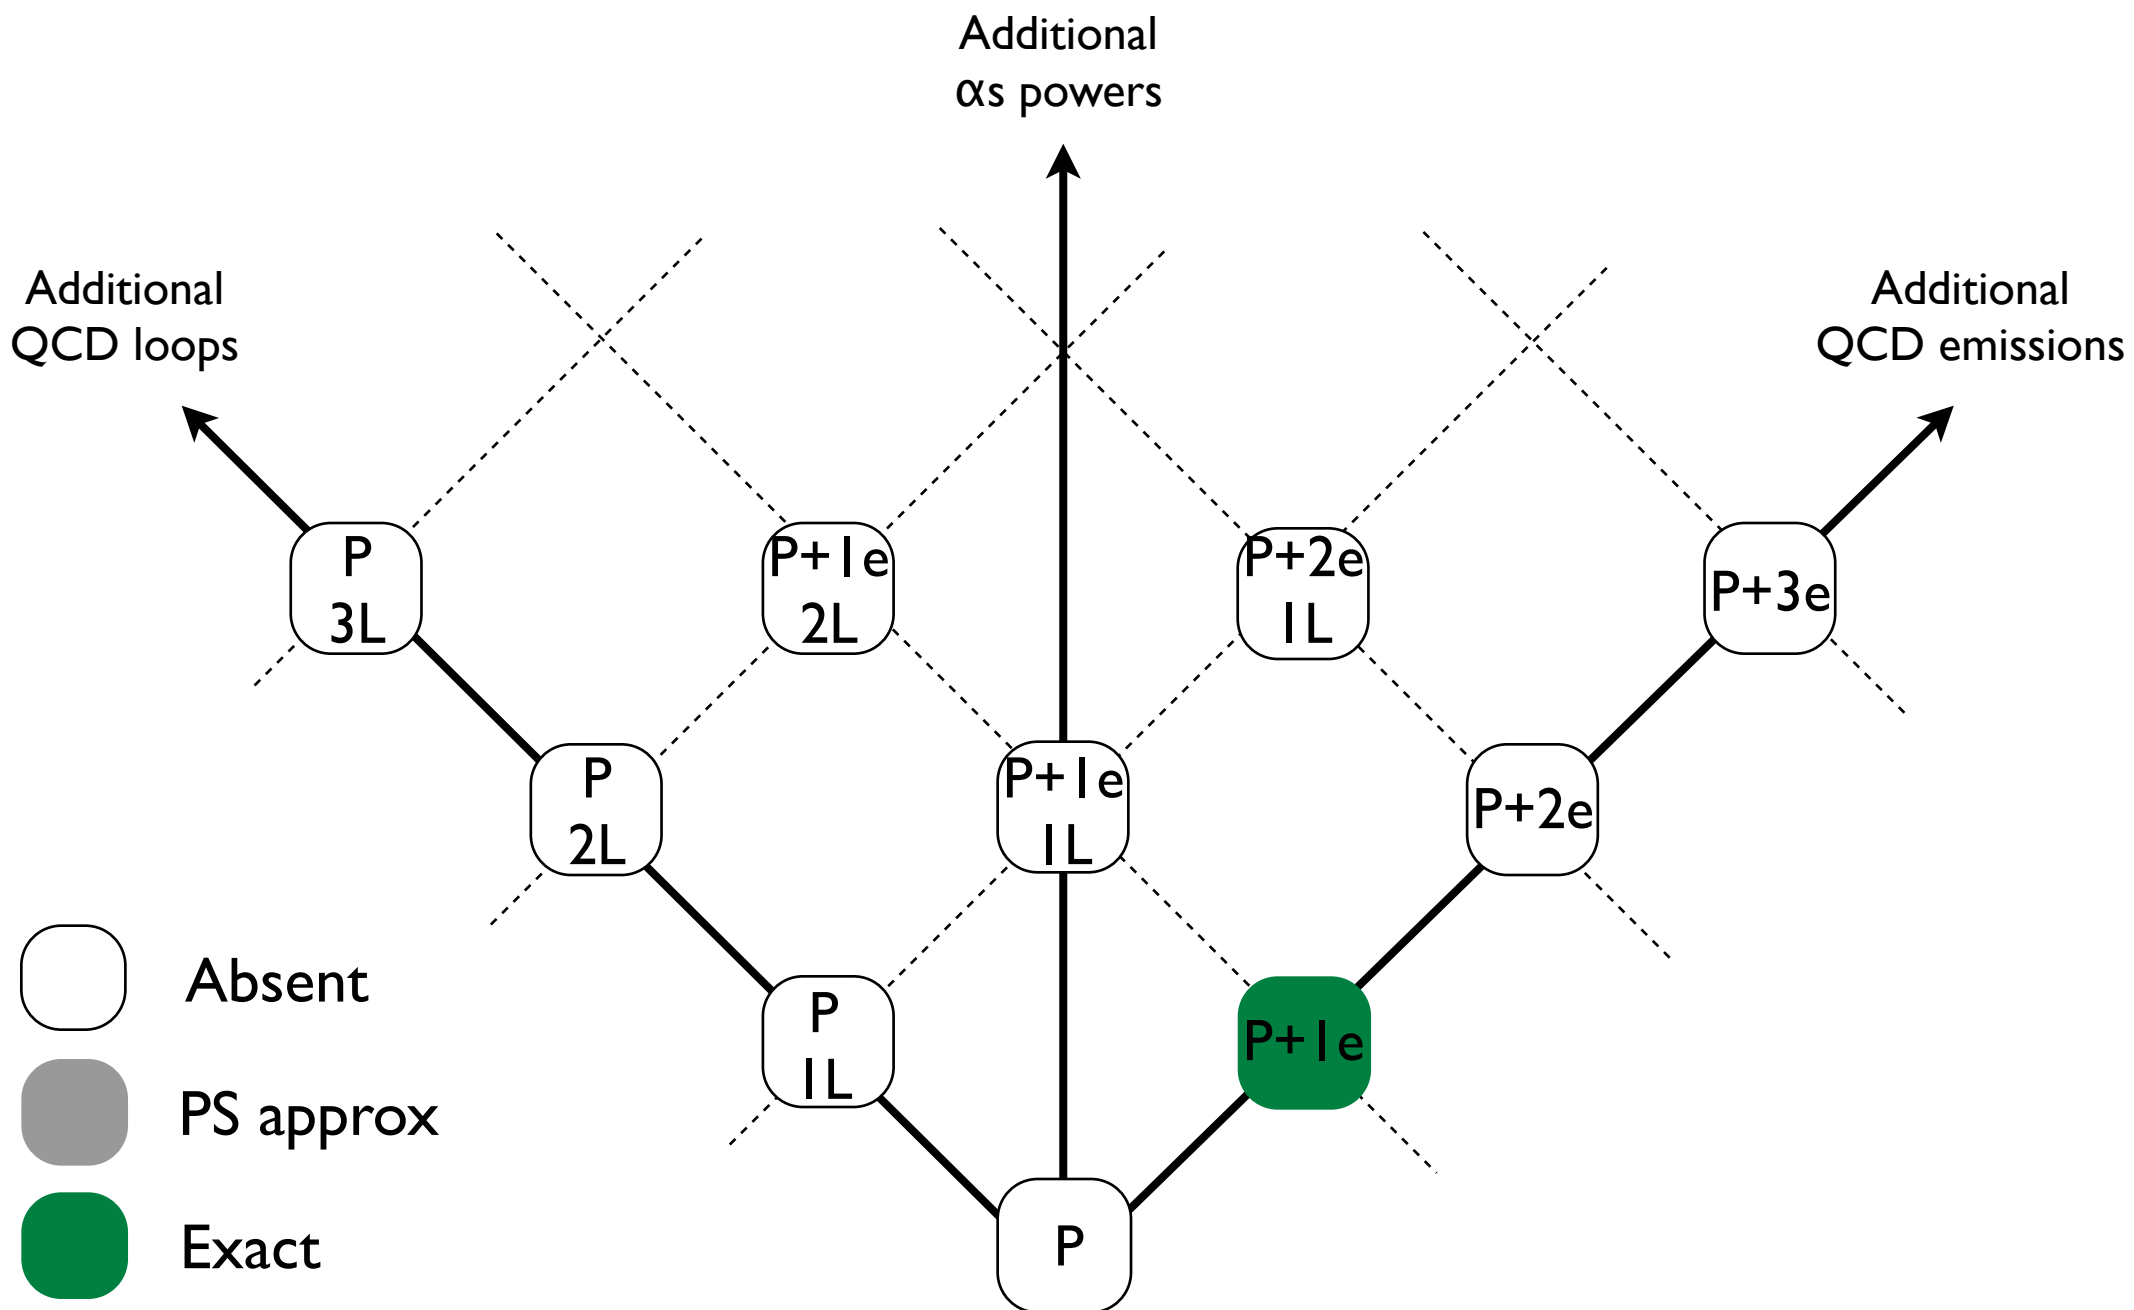 Additional
αs powers
Additional
QCD loops
Additional
QCD emissions
P
3L
P+1e
2L
P+2e
1L
P+3e
P
2L
P+1e
1L
P+2e
P
1L
P+1e
P
Absent
PS approx
Exact